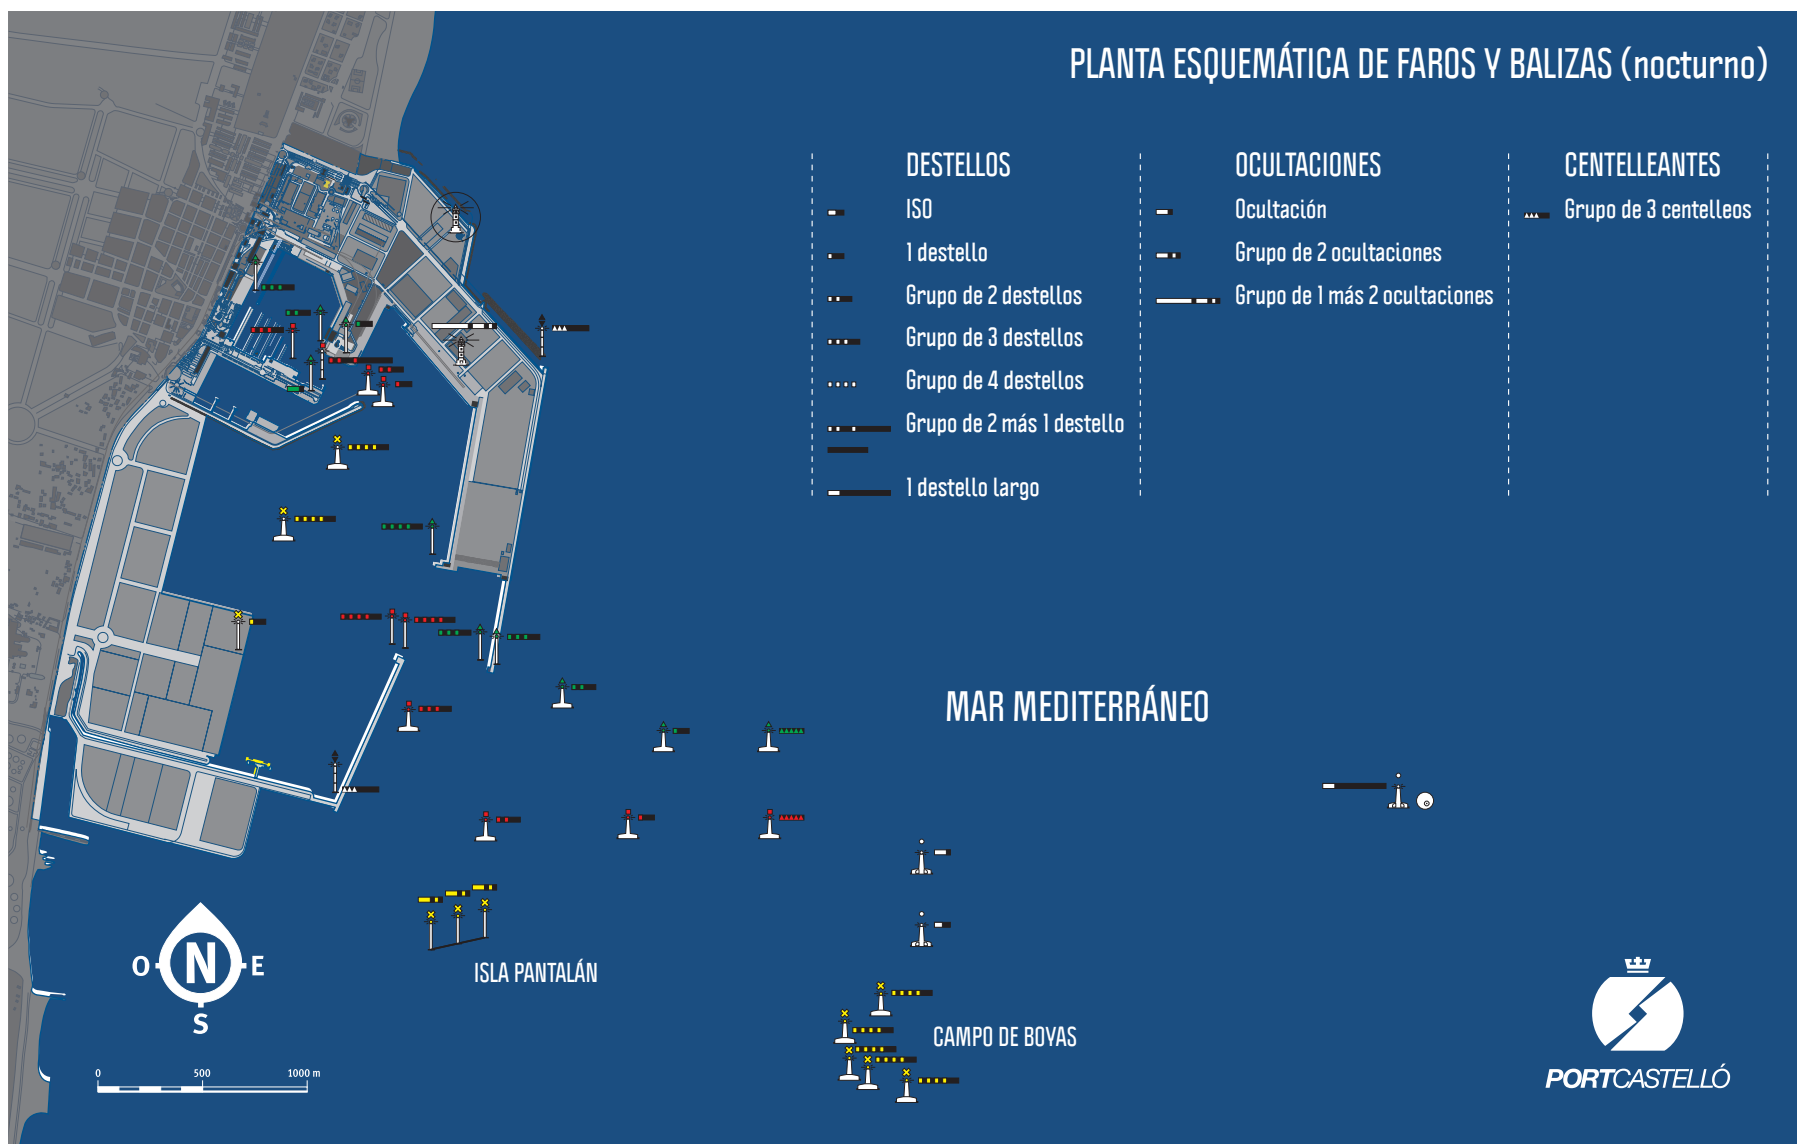 PLANTA ESQUEMÁTICA DE FAROS Y BALIZAS (nocturno)
DESTELLOS
ISO
1 destello
Grupo de 2 destellos
Grupo de 3 destellos
Grupo de 4 destellos
Grupo de 2 más 1 destello
1 destello largo
OCULTACIONES
Ocultación
Grupo de 2 ocultaciones
Grupo de 1 más 2 ocultaciones
CENTELLEANTES
Grupo de 3 centelleos
MAR MEDITERRÁNEO
ISLA PANTALÁN
CAMPO DE BOYAS
O N E
S
0 500 1000 m
PORTCASTELLÓ